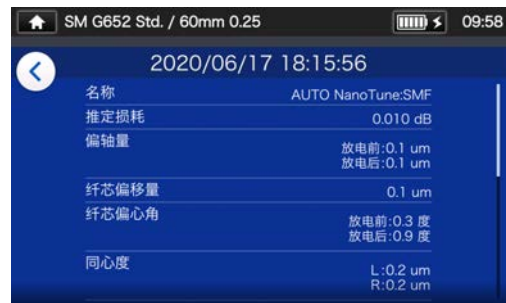 SM G652 Std. / 60mm 0.25 09:58
2020/06/17 18:15:56
名称 AUTO NanoTune:SMF
推定损耗 0.010 dB
偏轴量 放电前:0.1 um
放电后:0.1 um
纤芯偏移量 0.1 um
纤芯偏心角 放电前:0.3 度
放电后:0.9 度
同心度 L:0.2 um
R:0.2 um